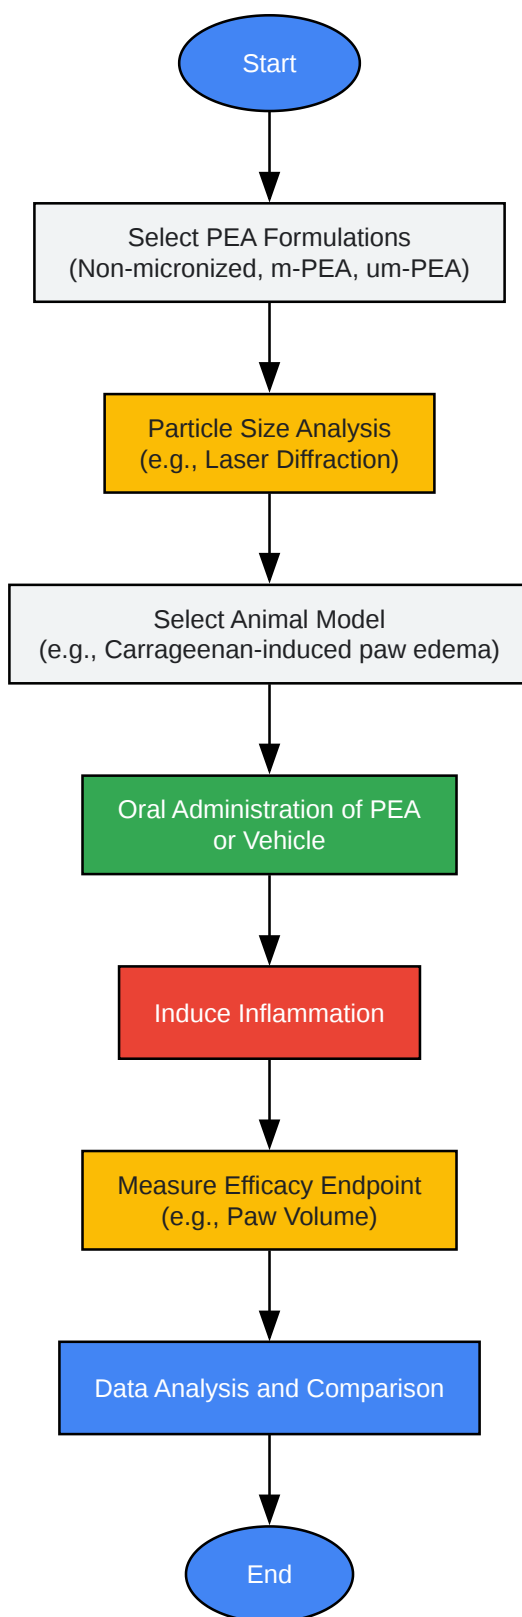 Start
Select PEA Formulations
(Non-micronized, m-PEA, um-PEA)
Particle Size Analysis
(e.g., Laser Diffraction)
Select Animal Model
(e.g., Carrageenan-induced paw edema)
Oral Administration of PEA
or Vehicle
Induce Inflammation
Measure Efficacy Endpoint
(e.g., Paw Volume)
Data Analysis and Comparison
End